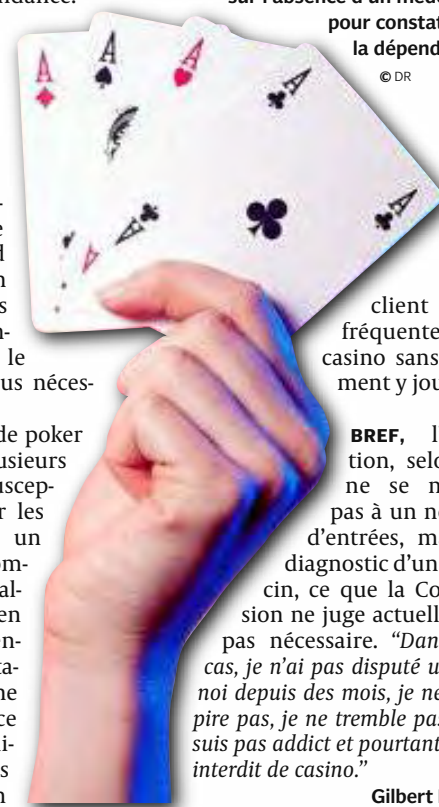 ndance.
le
us néces-
de poker
usieurs
uscep-
r les
un
om-
al-
en
en-
ta-
ne
ce
i-
s
n
sur l'absence d'un méde
pour constat
la dépend
© DR
A A A A
A A A
client
fréquente
casino sans
ment y jou
BREF, l
tion, selo
ne se m
pas à un no
d'entrées, m
diagnostic d'un
cin, ce que la Co
sion ne juge actuell
pas nécessaire. “Dan
cas, je n'ai pas disputé u
noi depuis des mois, je ne
pire pas, je ne tremble pas
suis pas addict et pourtant
interdit de casino.”
Gilbert